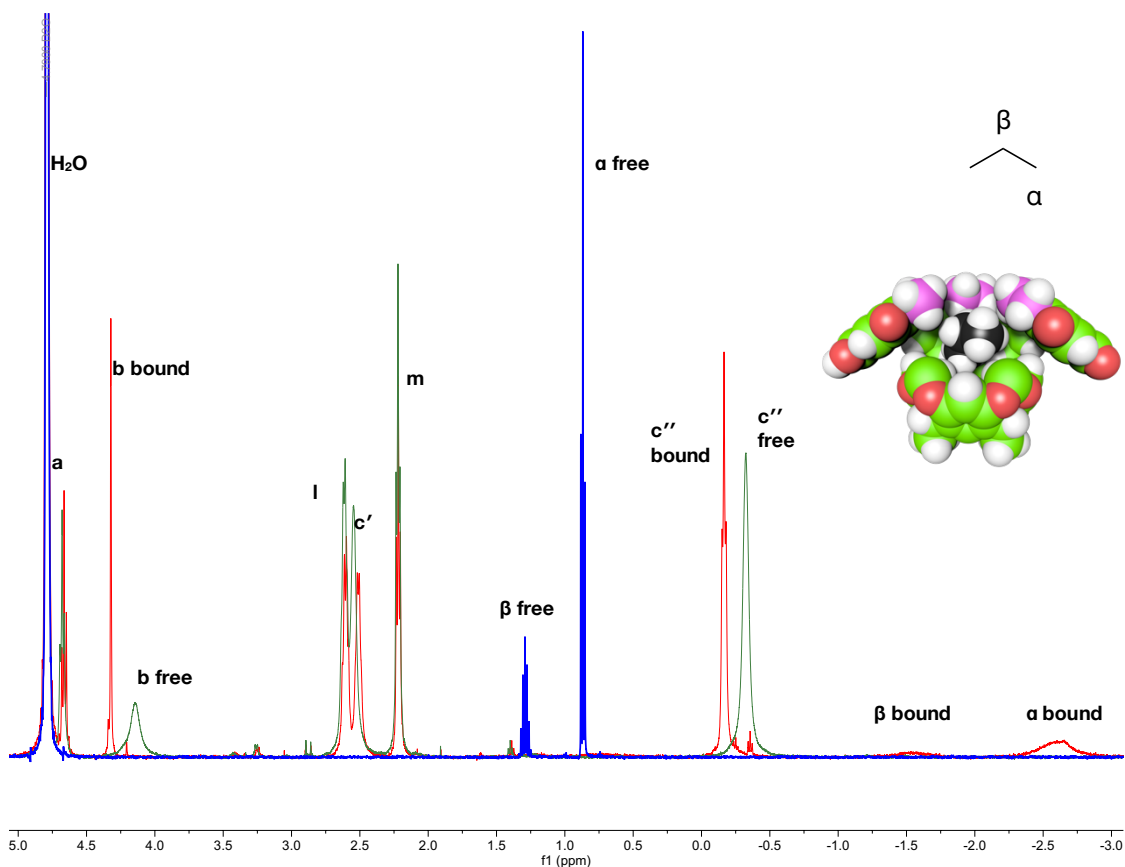 H₂O
α free
β
α
b bound
m
c′′
bound
c′′
free
a
l
c′
β free
b free
β bound
α bound
5.0 4.5 4.0 3.5 3.0 2.5 2.0 1.5 1.0 0.5 0.0 -0.5 -1.0 -1.5 -2.0 -2.5 -3.0
f1 (ppm)